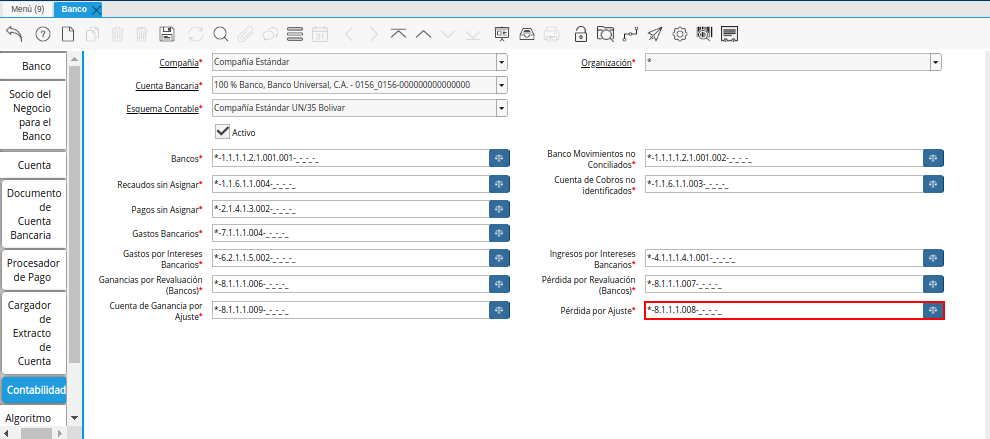 Menú (9) Banco
Banco
Socio del
Negocio
para el
Banco
Cuenta
Documento
de
Cuenta
Bancaria
Procesador
de Pago
Cargador
de
Extracto
de
Cuenta
Contabilidad
Algoritmo
Compañía* Compañía Estándar Organización* *
Cuenta Bancaria* 100 % Banco, Banco Universal, C.A. - 0156_0156-000000000000000
Esquema Contable* Compañía Estándar UN/35 Bolivar
Activo
Bancos* *-1.1.1.1.2.1.001.001-_-_-_-_ Banco Movimientos no
Conciliados* *-1.1.1.1.2.1.001.002-_-_-_-_
Recaudos sin Asignar* *-1.1.6.1.1.004-_-_-_-_ Cuenta de Cobros no
identificados* *-1.1.6.1.1.003-_-_-_-_
Pagos sin Asignar* *-2.1.4.1.3.002-_-_-_-_
Gastos Bancarios* *-7.1.1.1.004-_-_-_-_
Gastos por Intereses
Bancarios* *-6.2.1.1.5.002-_-_-_-_ Ingresos por Intereses
Bancarios* *-4.1.1.1.4.1.001-_-_-_-_
Ganancias por Revaluación
(Bancos)* *-8.1.1.1.006-_-_-_-_ Pérdida por Revaluación
(Bancos)* *-8.1.1.1.007-_-_-_-_
Cuenta de Ganancia por
Ajuste* *-8.1.1.1.009-_-_-_-_ Pérdida por Ajuste* *-8.1.1.1.008-_-_-_-_